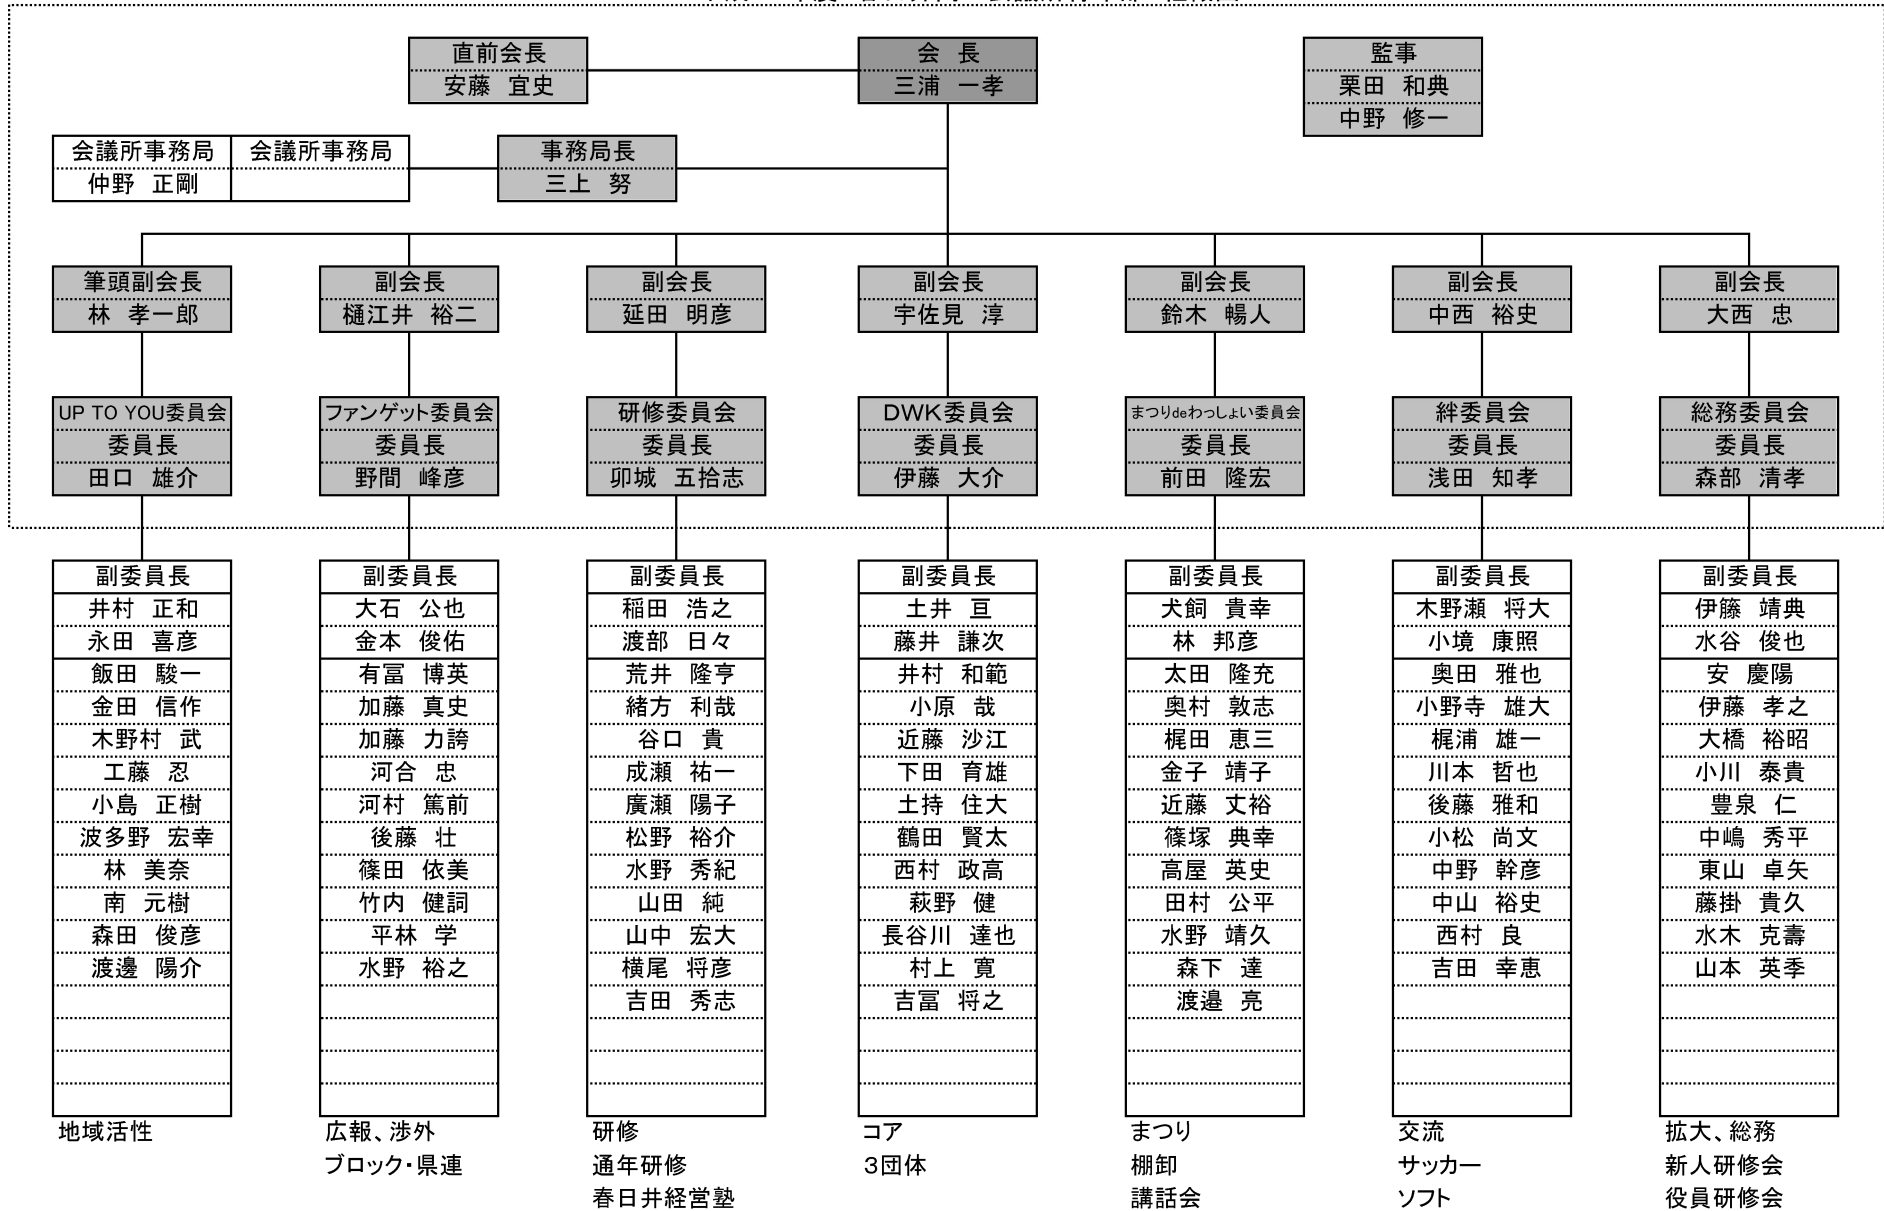 直前会長
安藤 宜史
会 長
三浦 一孝
監事
栗田 和典
中野 修一
会議所事務局 会議所事務局
仲野 正剛
事務局長
三上 努
筆頭副会長 副会長 副会長 副会長 副会長 副会長 副会長
林 孝一郎 樋江井 裕二 延田 明彦 宇佐見 淳 鈴木 暢人 中西 裕史 大西 忠
UP TO YOU委員会 ファンゲット委員会 研修委員会 DWK委員会 まつりdeわっしょい委員会 絆委員会 総務委員会
委員長 委員長 委員長 委員長 委員長 委員長 委員長
田口 雄介 野間 峰彦 卯城 五拾志 伊藤 大介 前田 隆宏 浅田 知孝 森部 清孝
副委員長 副委員長 副委員長 副委員長 副委員長 副委員長 副委員長
井村 正和 大石 公也 稲田 浩之 土井 亘 犬飼 貴幸 木野瀬 将大 伊籐 靖典
永田 喜彦 金本 俊佑 渡部 日々 藤井 謙次 林 邦彦 小境 康照 水谷 俊也
飯田 駿一 有冨 博英 荒井 隆亨 井村 和範 太田 隆充 奥田 雅也 安 慶陽
金田 信作 加藤 真史 緒方 利哉 小原 哉 奥村 敦志 小野寺 雄大 伊藤 孝之
木野村 武 加藤 力誇 谷口 貴 近藤 沙江 梶田 恵三 梶浦 雄一 大橋 裕昭
工藤 忍 河合 忠 成瀬 祐一 下田 育雄 金子 靖子 川本 哲也 小川 泰貴
小島 正樹 河村 篤前 廣瀬 陽子 土持 住大 近藤 丈裕 後藤 雅和 豊泉 仁
波多野 宏幸 後藤 壮 松野 裕介 鶴田 賢太 篠塚 典幸 小松 尚文 中嶋 秀平
林 美奈 篠田 依美 水野 秀紀 西村 政高 高屋 英史 中野 幹彦 東山 卓矢
南 元樹 竹内 健詞 山田 純 萩野 健 田村 公平 中山 裕史 藤掛 貴久
森田 俊彦 平林 学 山中 宏大 長谷川 達也 水野 靖久 西村 良 水木 克壽
渡邊 陽介 水野 裕之 横尾 将彦 村上 寛 森下 達 吉田 幸恵 山本 英季
吉田 秀志 吉冨 将之 渡邉 亮
地域活性 広報、渉外 研修 コア まつり 交流 拡大、総務
ブロック・県連 通年研修 3団体 棚卸 サッカー 新人研修会
春日井経営塾 講話会 ソフト 役員研修会